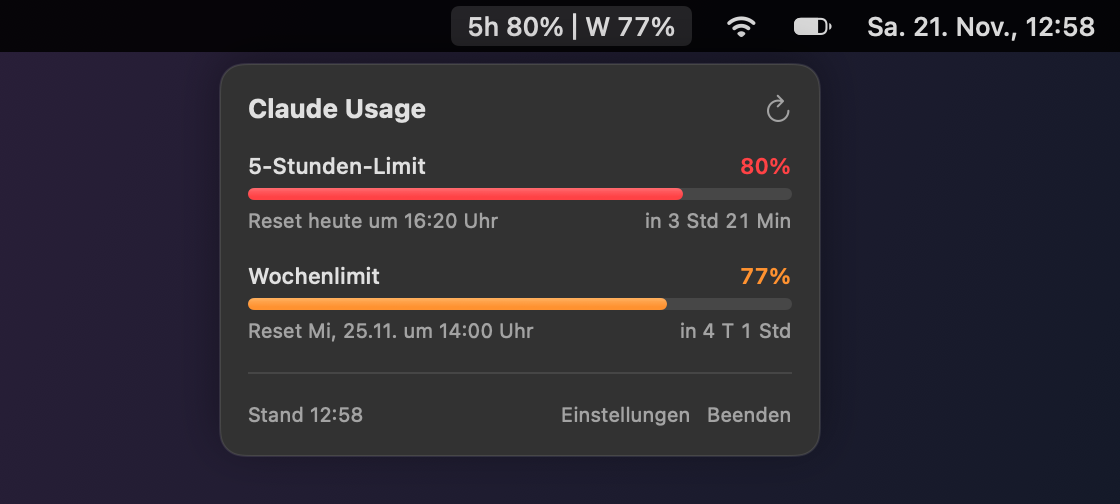 5h 80% | W 77% Sa. 21. Nov., 12:58
Claude Usage
5-Stunden-Limit 80%
Reset heute um 16:20 Uhr in 3 Std 21 Min
Wochenlimit 77%
Reset Mi, 25.11. um 14:00 Uhr in 4 T 1 Std
Stand 12:58 Einstellungen Beenden